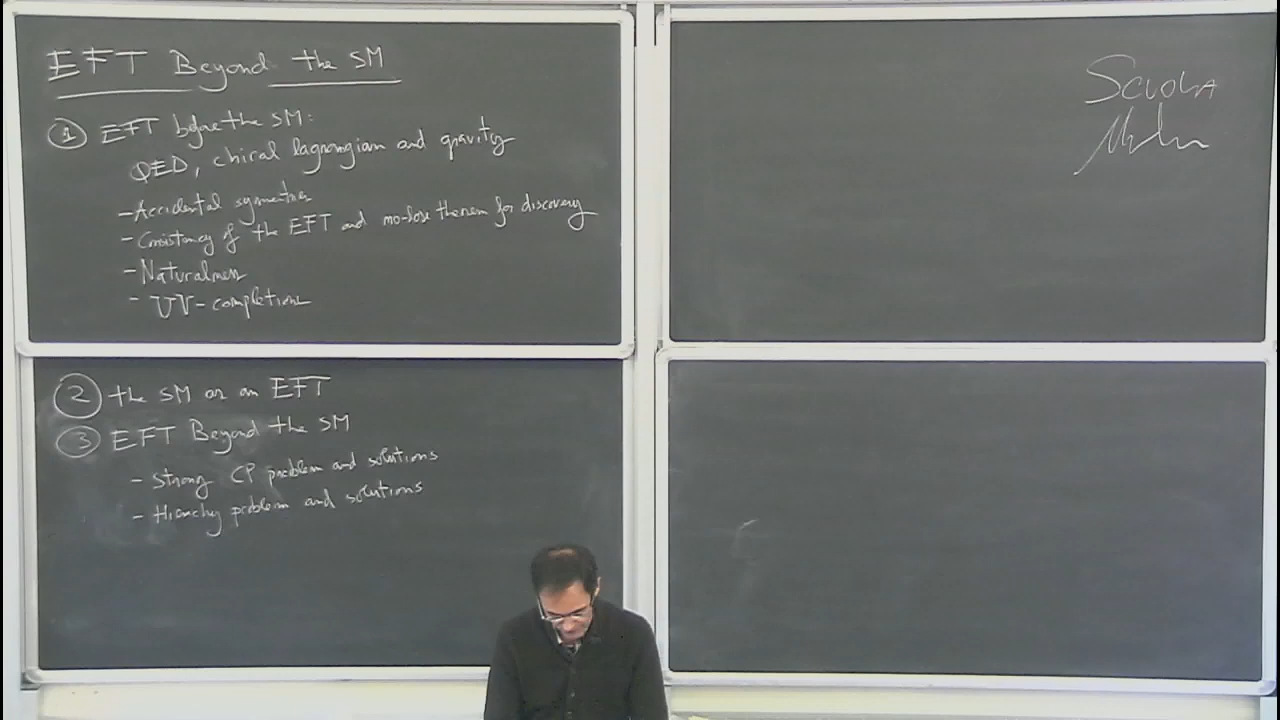 EFT Beyond the SM
① EFT before the SM:
QED, chiral lagrangian and gravity
- Accidental symmetries
- Consistency of the EFT and no-lose theorem for discovery
- Naturalness
- UV-completions
② the SM as an EFT
③ EFT Beyond the SM
- Strong CP problem and solutions
- Hierarchy problem and solutions
SCUOLA